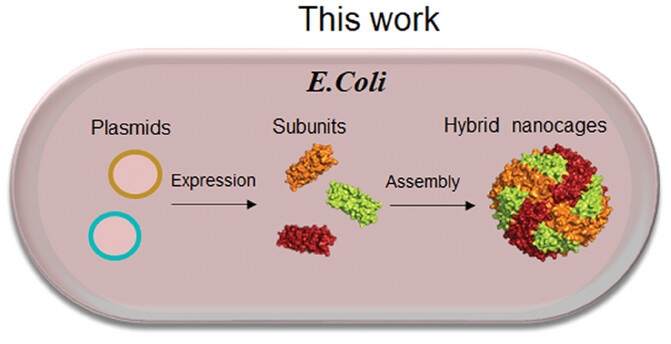 This work
E.Coli
Plasmids
Subunits
Hybrid nanocages
Expression
Assembly